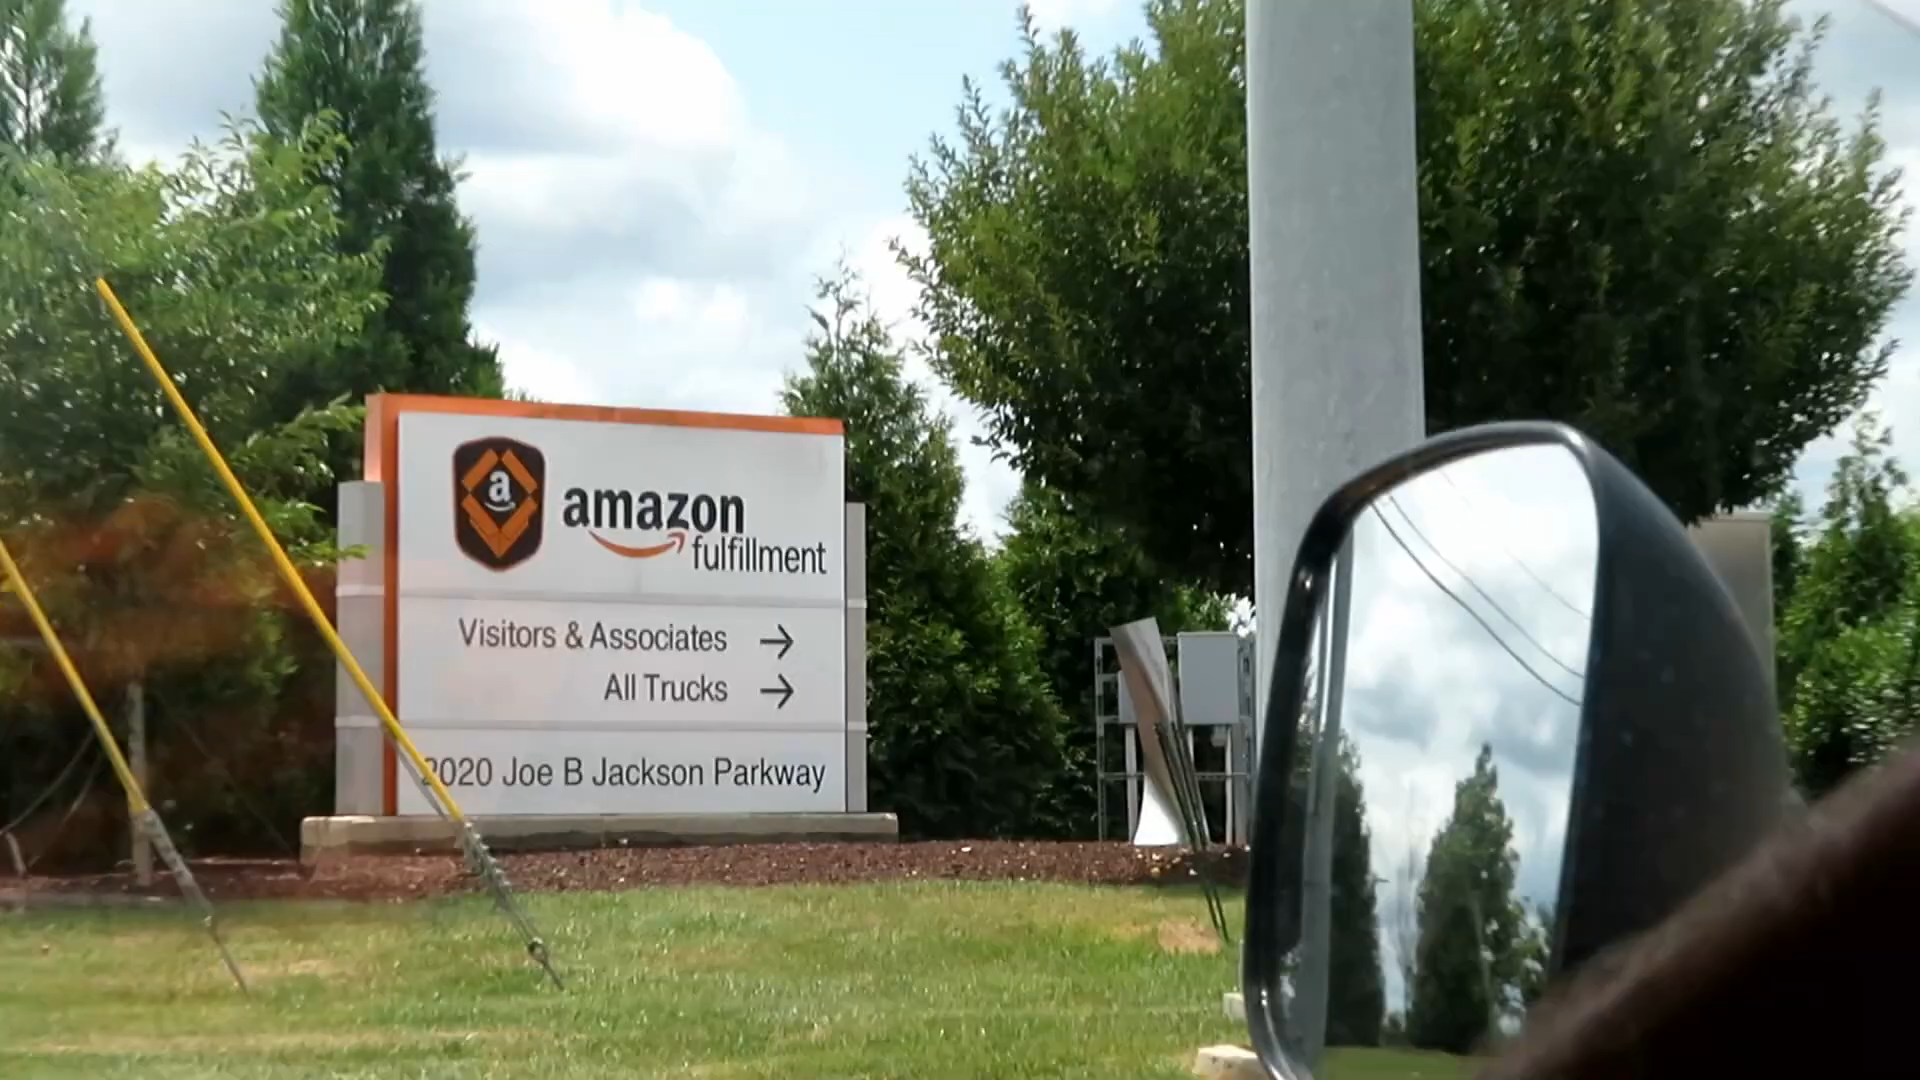 a
amazon
fulfillment
Visitors & Associates →
All Trucks →
2020 Joe B Jackson Parkway